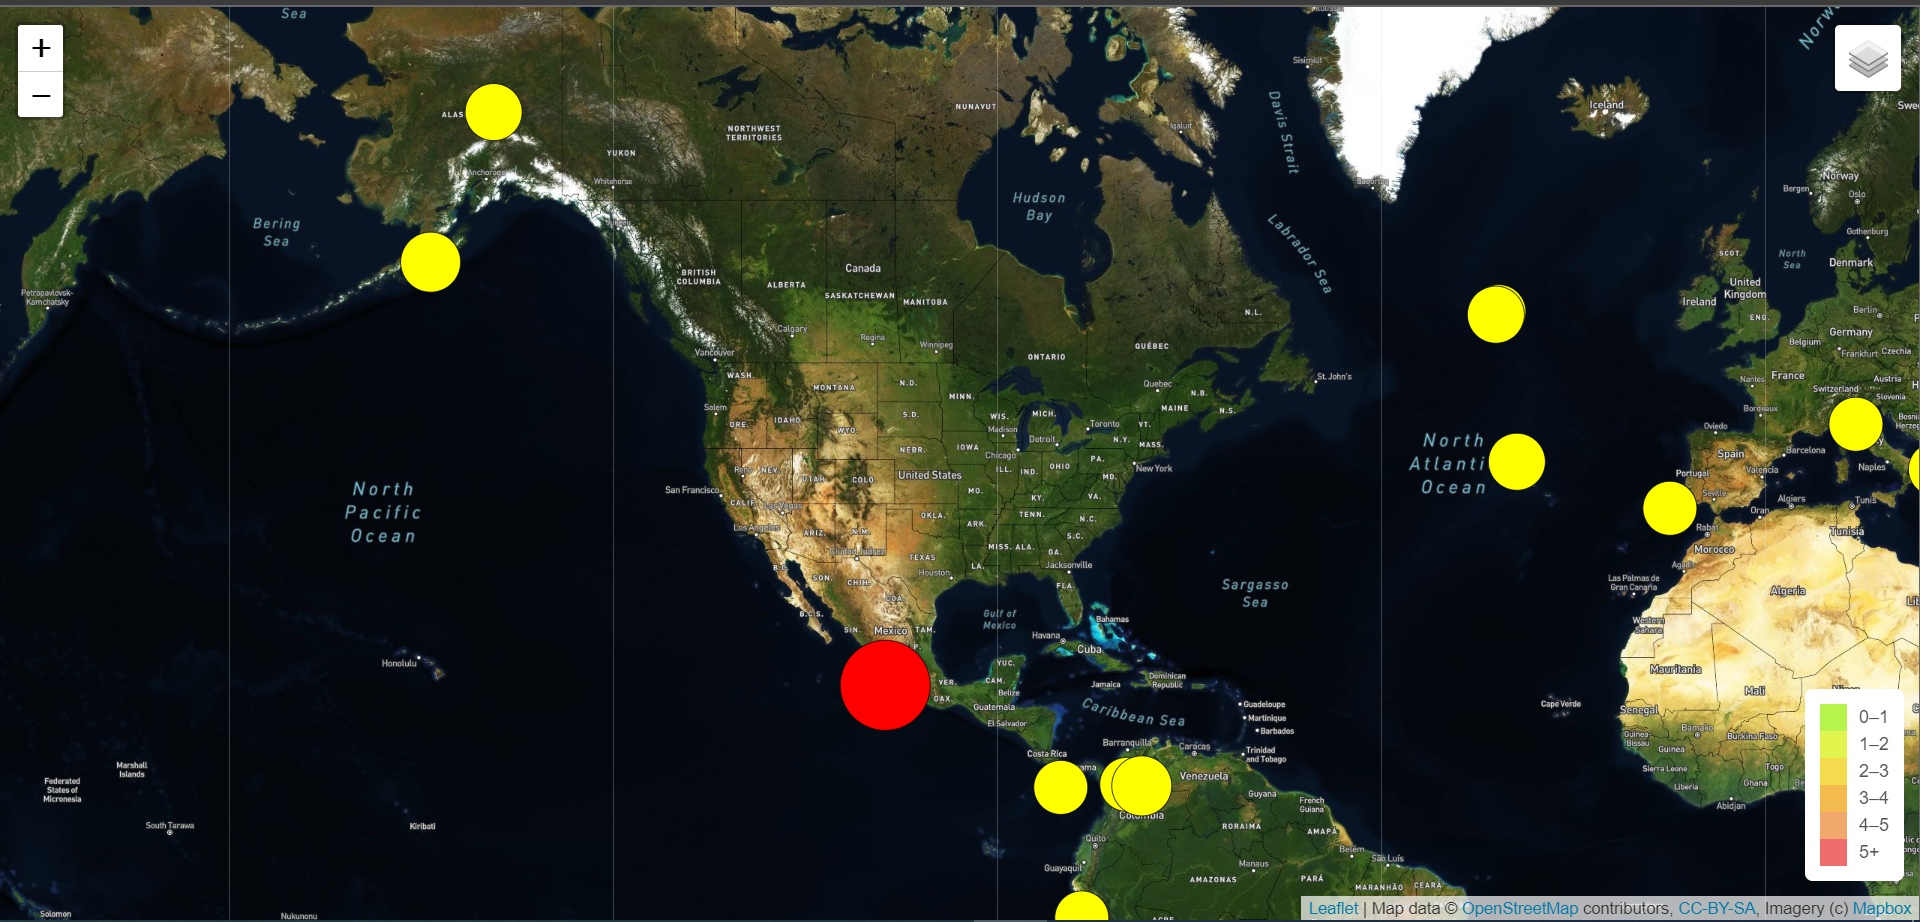 Sea
+
−
Norw
ALAS
Anchorage
YUKON
Whitehorse
Juneau
NORTHWEST
TERRITORIES
NUNAVUT
Iqaluit
Sisimiut
Davis Strait
Qaqortoq
Iceland
Swe
Norway
Bergen
Oslo
Gothenburg
Bering
Sea
Petropavlovsk-
Kamchatsky
Hudson
Bay
Labrador Sea
SCOT.
North
Sea
Denmark
United
Kingdom
Ireland
ENG.
Berlin
Germany
Belgium
Frankfurt
Czechia
BRITISH
COLUMBIA
Canada
ALBERTA
SASKATCHEWAN
MANITOBA
N.L.
Calgary
Regina
Winnipeg
Vancouver
ONTARIO
QUÉBEC
St. John's
Quebec
N.B.
MAINE
N.S.
Nantes
France
Austria
Switzerland
Slovenia
Bordeaux
Bosni
Herzeg
WASH.
MONTANA
N.D.
MINN.
Salem
ORE.
IDAHO
S.D.
WYO.
WIS.
Madison
MICH.
Toronto
VT.
Detroit
N.Y.
MASS.
NEBR.
IOWA
Chicago
ILL.
IND.
OHIO
PA.
New York
Reno
NEV.
UTAH
COLO.
United States
MO.
KY.
MD.
VA.
San Francisco
CALIF.
Las Vegas
Los Angeles
ARIZ.
N.M.
OKLA.
ARK.
TENN.
N.C.
S.C.
Ciudad Juárez
TEXAS
MISS.
ALA.
GA.
Houston
LA.
Jacksonville
FLA.
B.C.
SON.
CHIH.
COA.
B.C.S.
SIN.
Mexico
TAM.
P.
VER.
OAX.
North
Pacific
Ocean
North
Atlanti
Ocean
Oviedo
Spain
Barcelona
Portugal
Valencia
Seville
Naples
y
Algiers
Tunis
Oran
Rabat
Tunisia
Morocco
Agadir
Las Palmas de
Gran Canaria
Algeria
Lib
Western
Sahara
Mauritania
Mali
Niger
Sargasso
Sea
Gulf of
Mexico
Bahamas
Havana
Cuba
YUC.
CAM.
Belize
Guatemala
El Salvador
Jamaica
Dominican
Republic
Caribbean Sea
Guadeloupe
Martinique
Barbados
Trinidad
and Tobago
Costa Rica
Barranquilla
Caracas
ama
Venezuela
Guyana
French
Guiana
Colombia
Quito
Guayaquil
RORAIMA
AMAPÁ
Belém
São Luís
Manaus
AMAZONAS
PARÁ
MARANHÃO
CEARÁ
ACRE
Honolulu
Marshall
Islands
Federated
States of
Micronesia
South Tarawa
Kiribati
Solomon
Nukunonu
Cape Verde
Senegal
Guinea-
Bissau
Bamako
Guinea
Burkina Faso
Sierra Leone
Togo
Liberia
Ghana
Be
Abidjan
0–1
1–2
2–3
3–4
4–5
5+
Leaflet | Map data © OpenStreetMap contributors, CC-BY-SA, Imagery (c) Mapbox